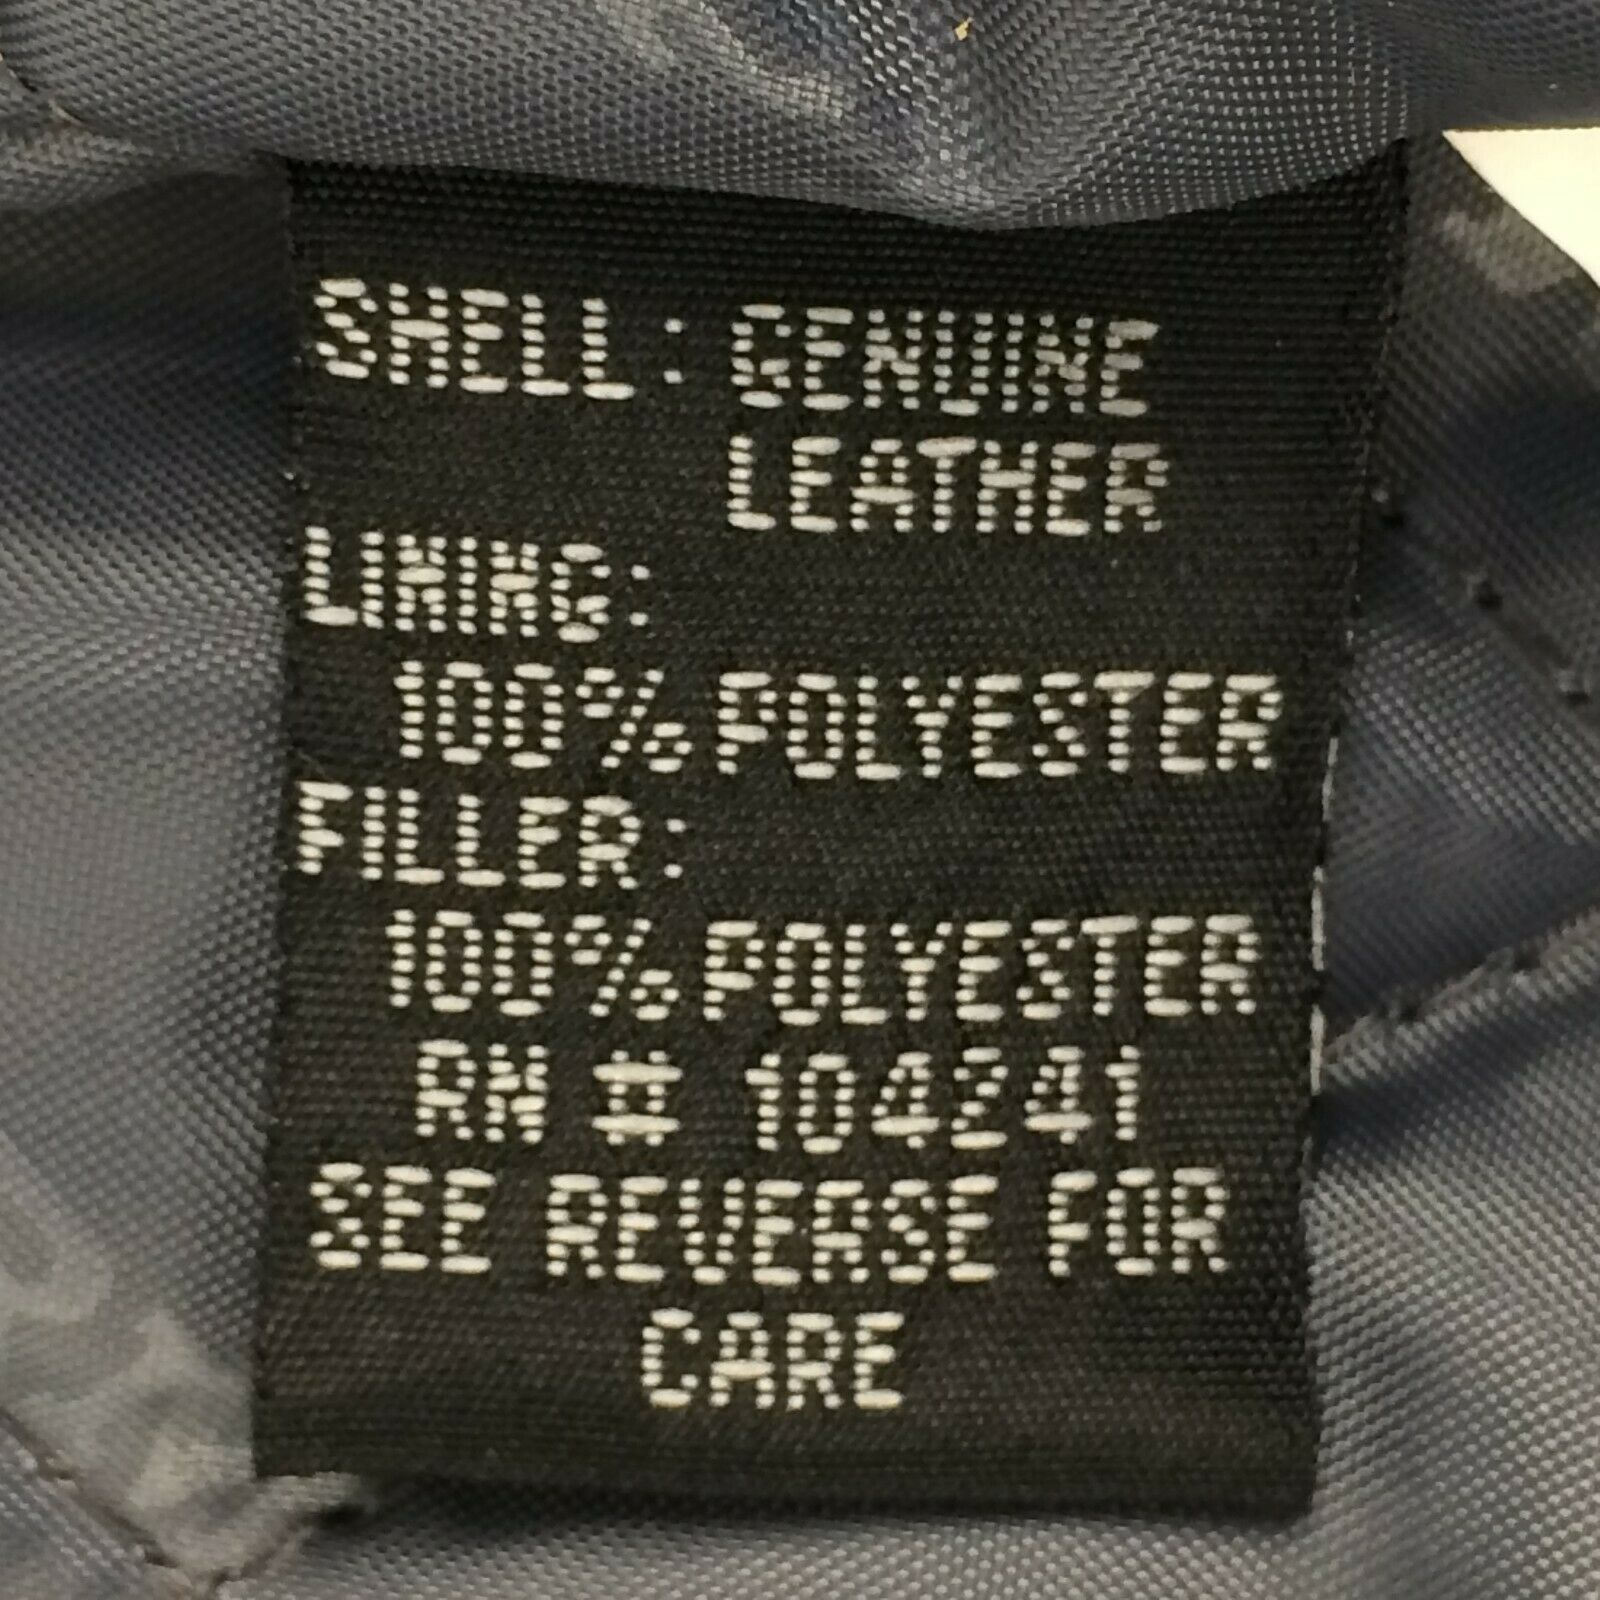 SHELL: GENUINE
LEATHER
LINING:
100% POLYESTER
FILLER:
100% POLYESTER
RN # 104241
SEE REVERSE FOR
CARE